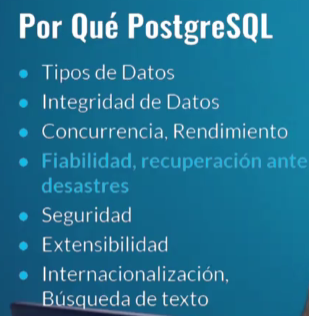 Por Qué PostgreSQL
• Tipos de Datos
• Integridad de Datos
• Concurrencia, Rendimiento
• Fiabilidad, recuperación ante
desastres
• Seguridad
• Extensibilidad
• Internacionalización,
Búsqueda de texto